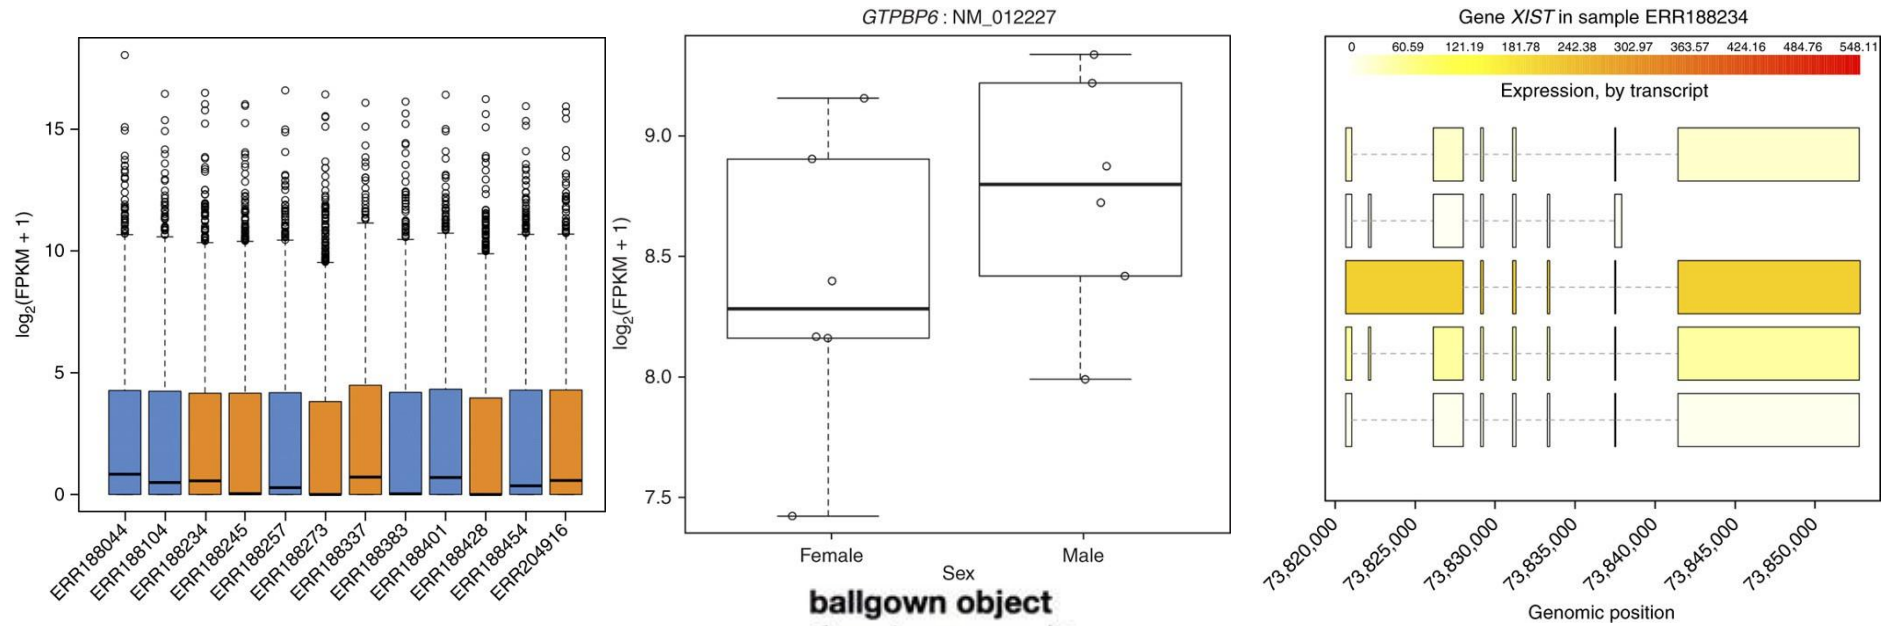 log2(FPKM + 1)
15
10
5
0
ERR188044
ERR188104
ERR188234
ERR188245
ERR188257
ERR188273
ERR188337
ERR188383
ERR188401
ERR188428
ERR188454
ERR204916
GTPBP6 : NM_012227
log2(FPKM + 1)
9.0
8.5
8.0
7.5
Female Male
Sex
ballgown object
Gene XIST in sample ERR188234
0 60.59 121.19 181.78 242.38 302.97 363.57 424.16 484.76 548.11
Expression, by transcript
73,820,000
73,825,000
73,830,000
73,835,000
73,840,000
73,845,000
73,850,000
Genomic position